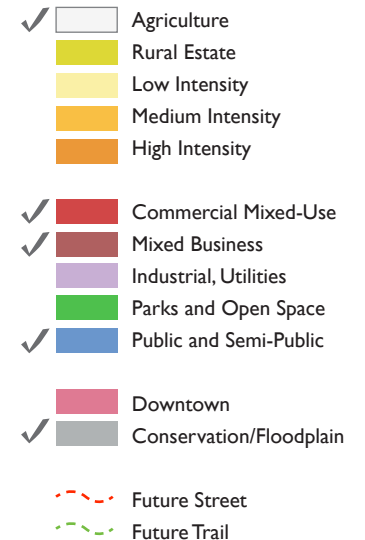 Agriculture
Rural Estate
Low Intensity
Medium Intensity
High Intensity
Commercial Mixed-Use
Mixed Business
Industrial, Utilities
Parks and Open Space
Public and Semi-Public
Downtown
Conservation/Floodplain
Future Street
Future Trail